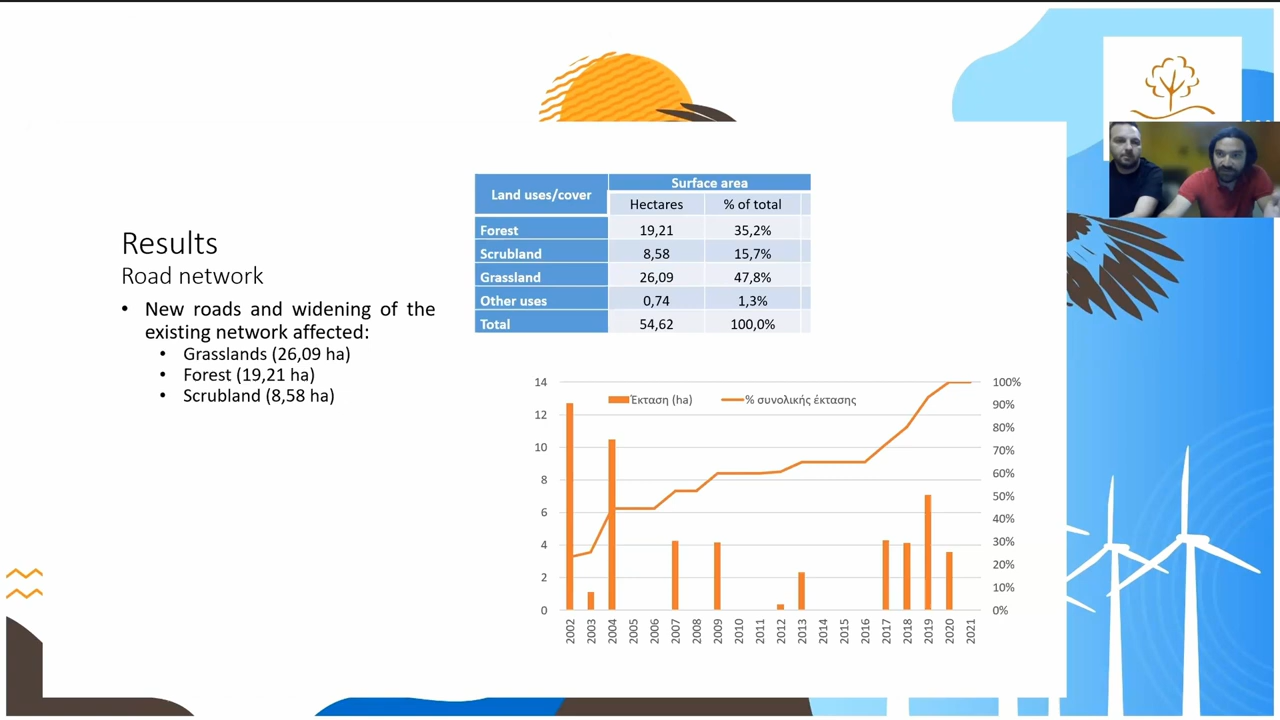 Results
Road network
• New roads and widening of the
existing network affected:
• Grasslands (26,09 ha)
• Forest (19,21 ha)
• Scrubland (8,58 ha)
Land uses/cover
Surface area
Hectares % of total
Forest 19,21 35,2%
Scrubland 8,58 15,7%
Grassland 26,09 47,8%
Other uses 0,74 1,3%
Total 54,62 100,0%
Έκταση (ha) % συνολικής έκτασης
14
12
10
8
6
4
2
0
100%
90%
80%
70%
60%
50%
40%
30%
20%
10%
0%
2002 2003 2004 2005 2006 2007 2008 2009 2010 2011 2012 2013 2014 2015 2016 2017 2018 2019 2020 2021